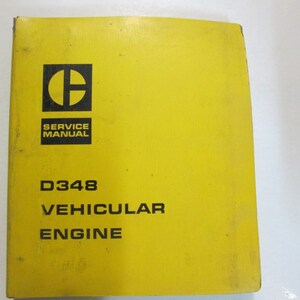 SERVICE
MANUAL
D348
VEHICULAR
ENGINE